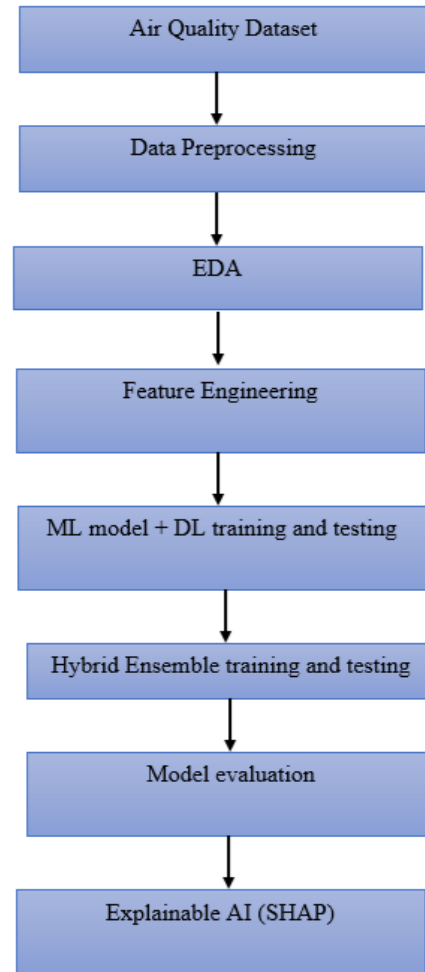 Air Quality Dataset
Data Preprocessing
EDA
Feature Engineering
ML model + DL training and testing
Hybrid Ensemble training and testing
Model evaluation
Explainable AI (SHAP)